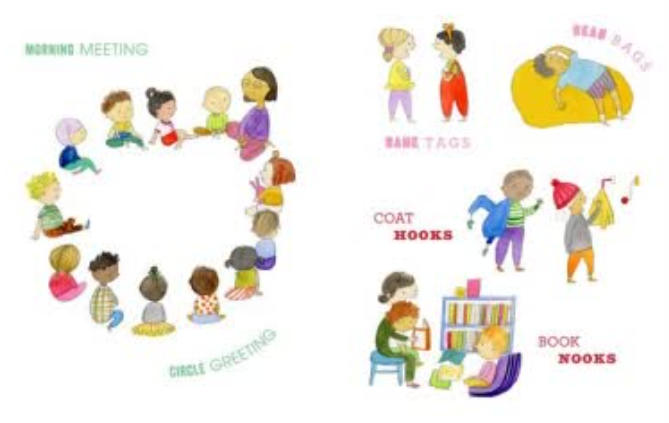 MORNING MEETING
CIRCLE GREETING
NAME TAGS
BEAN BAGS
COAT
HOOKS
BOOK
NOOKS